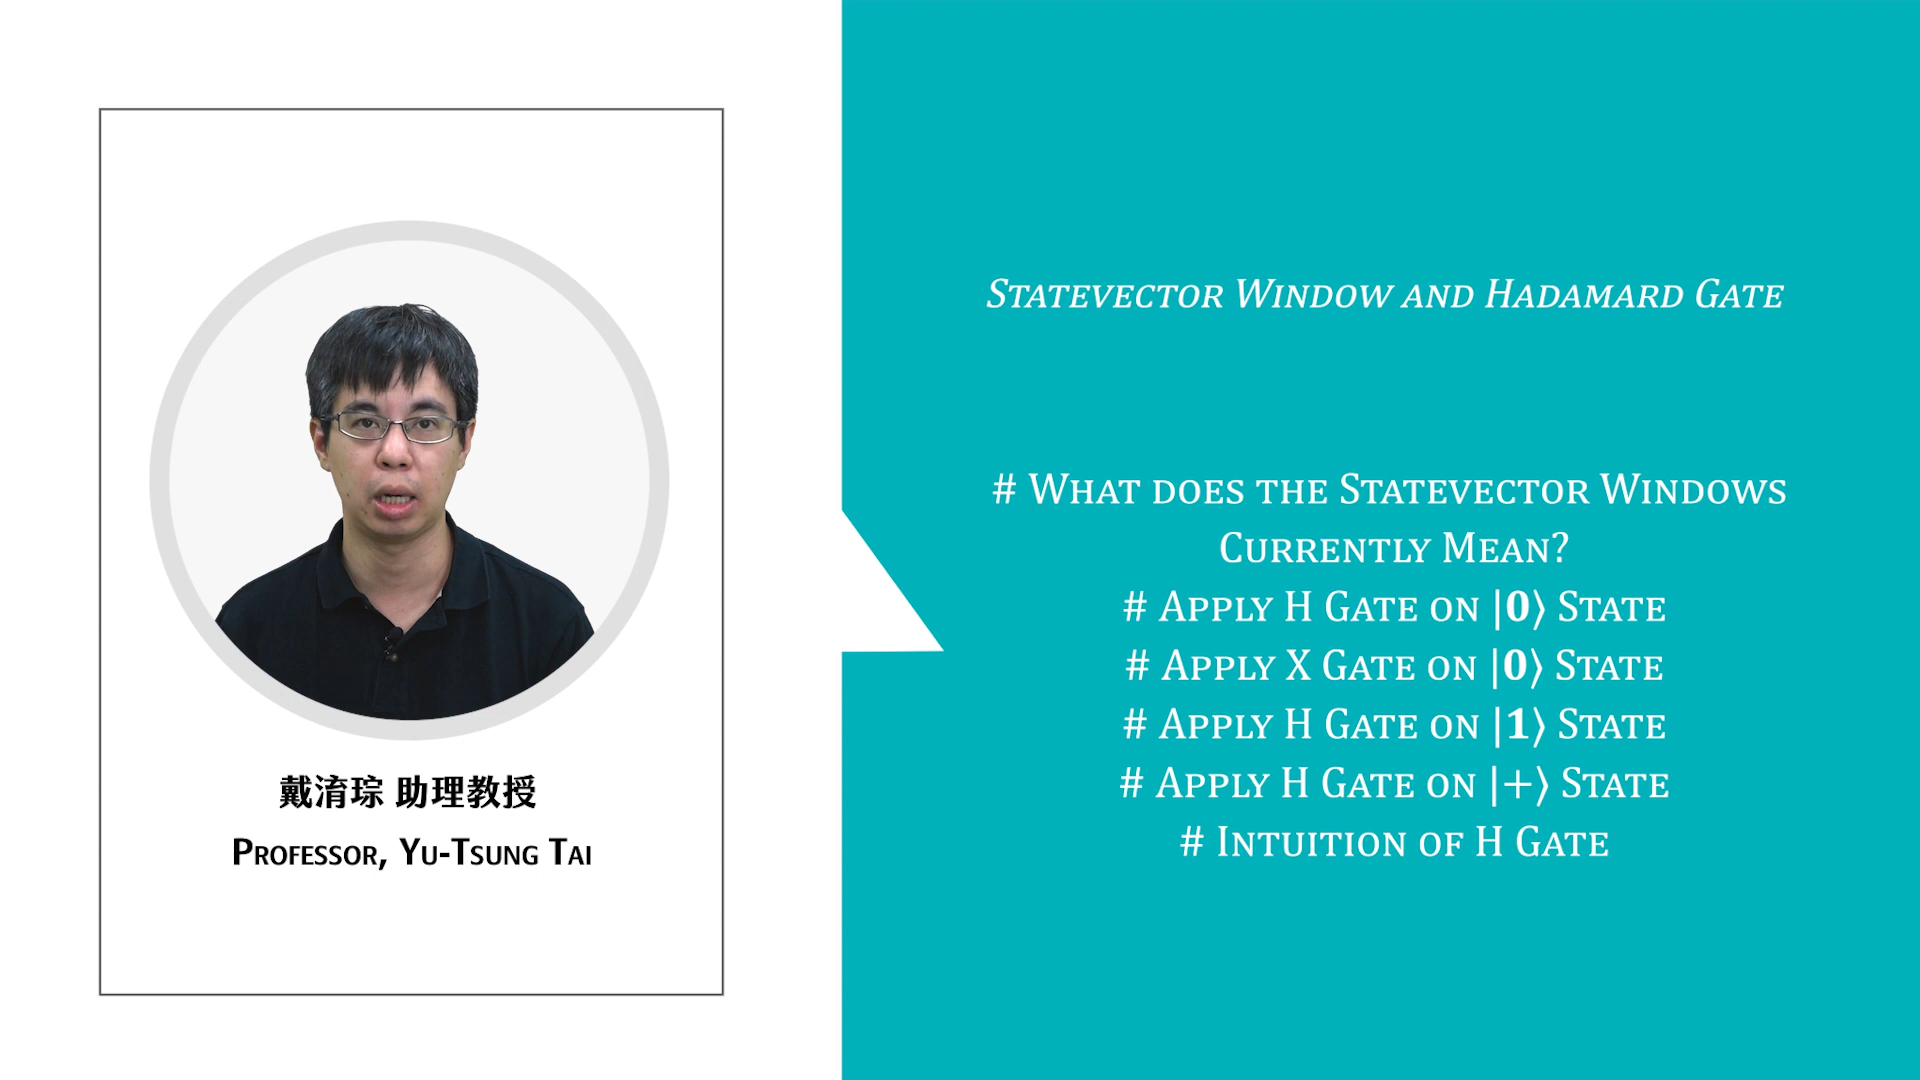 戴淯琮 助理教授
Professor, Yu-Tsung Tai
Statevector Window and Hadamard Gate
# What does the Statevector Windows
Currently Mean?
# Apply H Gate on |0⟩ State
# Apply X Gate on |0⟩ State
# Apply H Gate on |1⟩ State
# Apply H Gate on |+⟩ State
# Intuition of H Gate